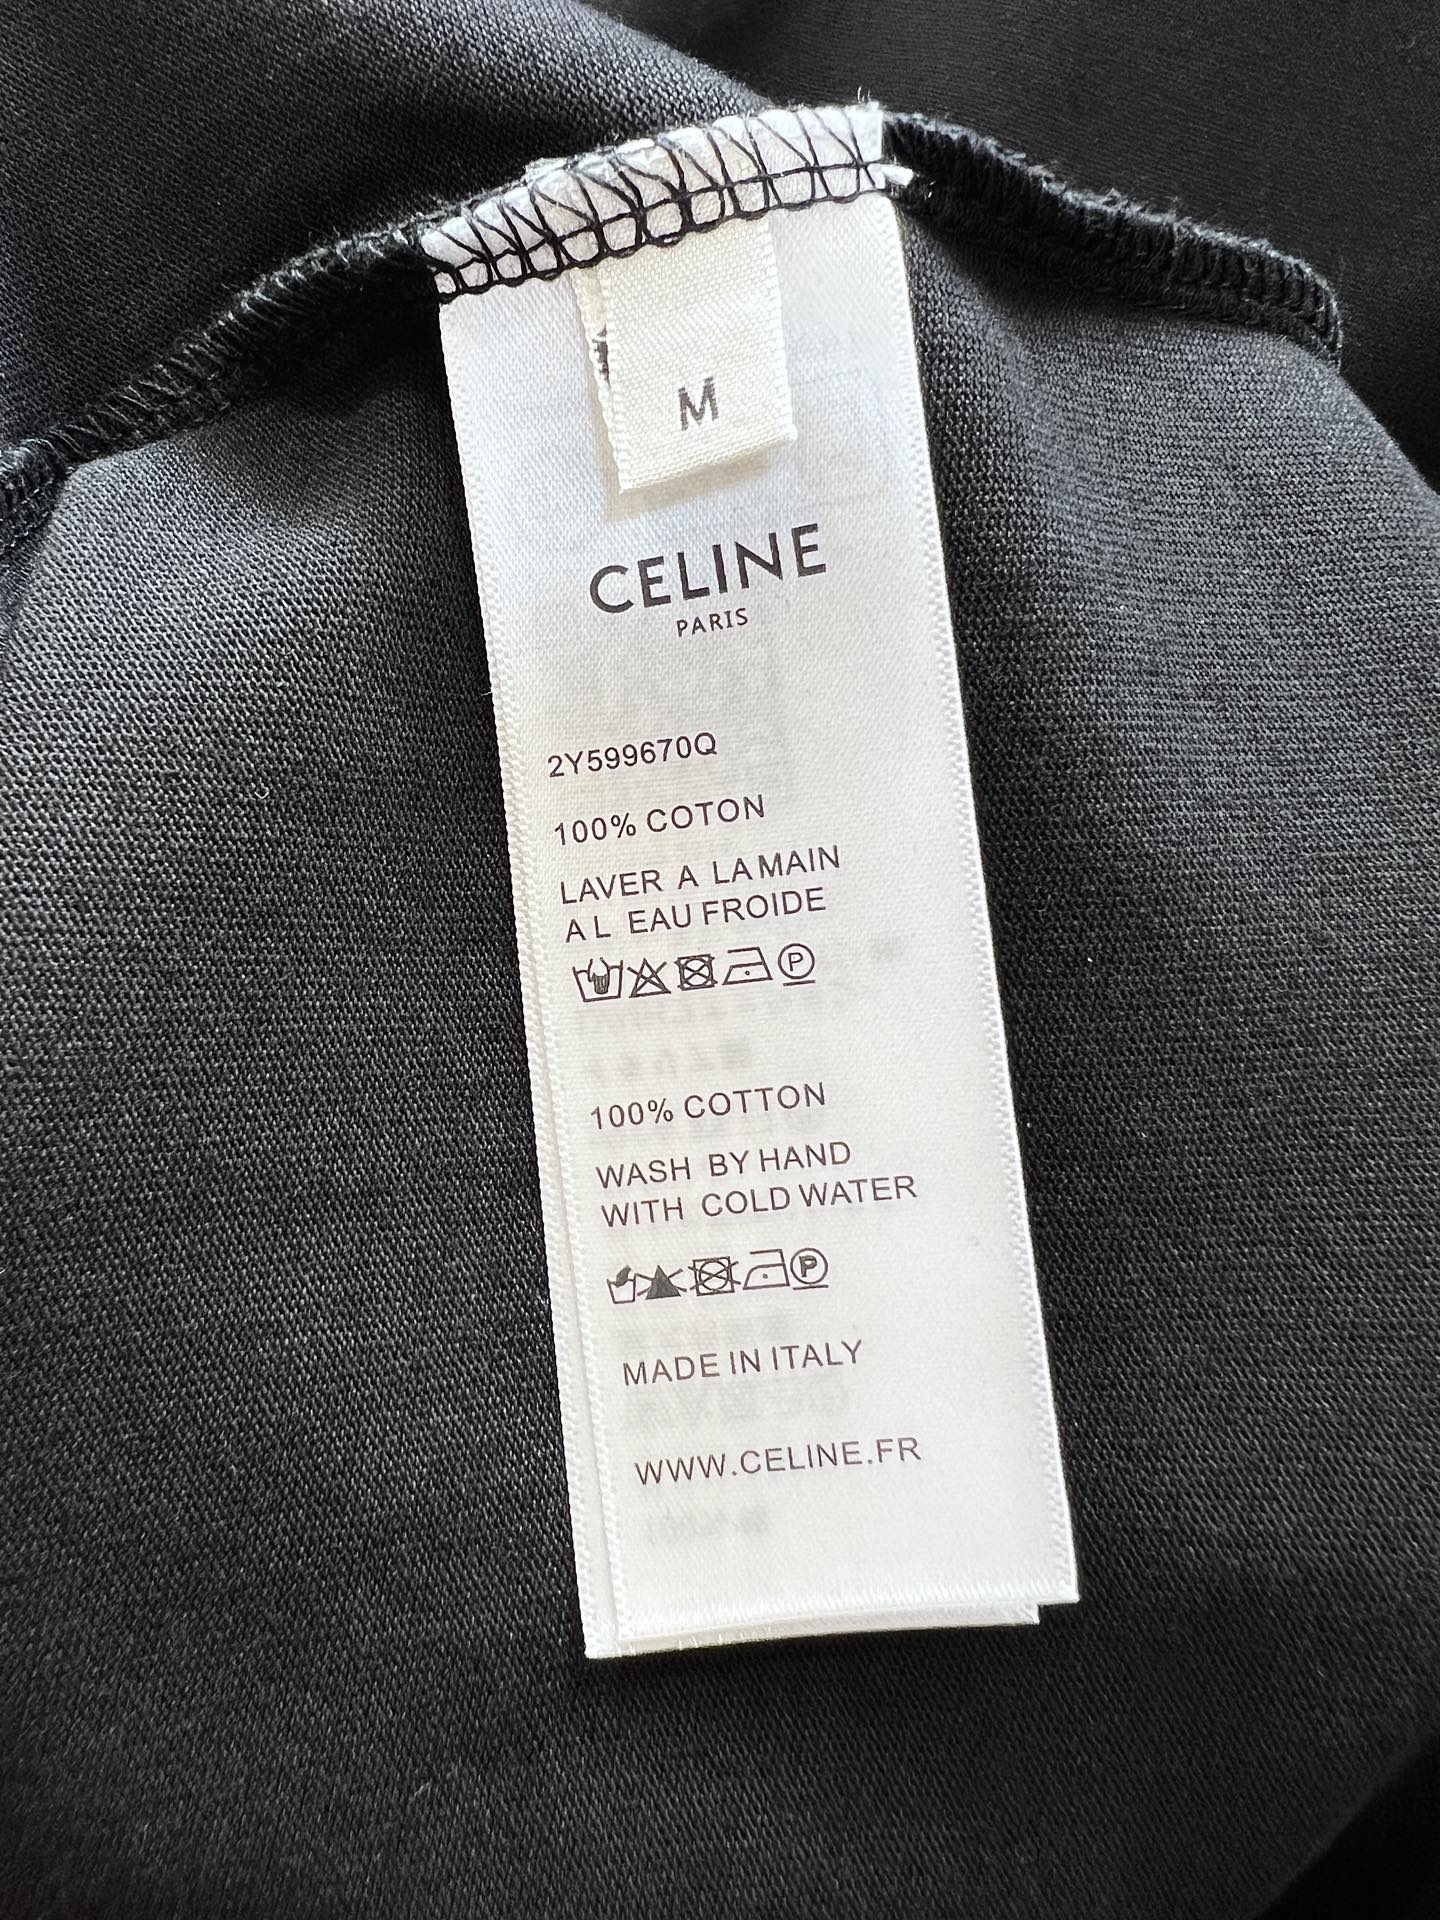 M
CELINE
PARIS
2Y599670Q
100% COTON
LAVER A LA MAIN
A L EAU FROIDE
P
100% COTTON
WASH BY HAND
WITH COLD WATER
P
MADE IN ITALY
WWW.CELINE.FR